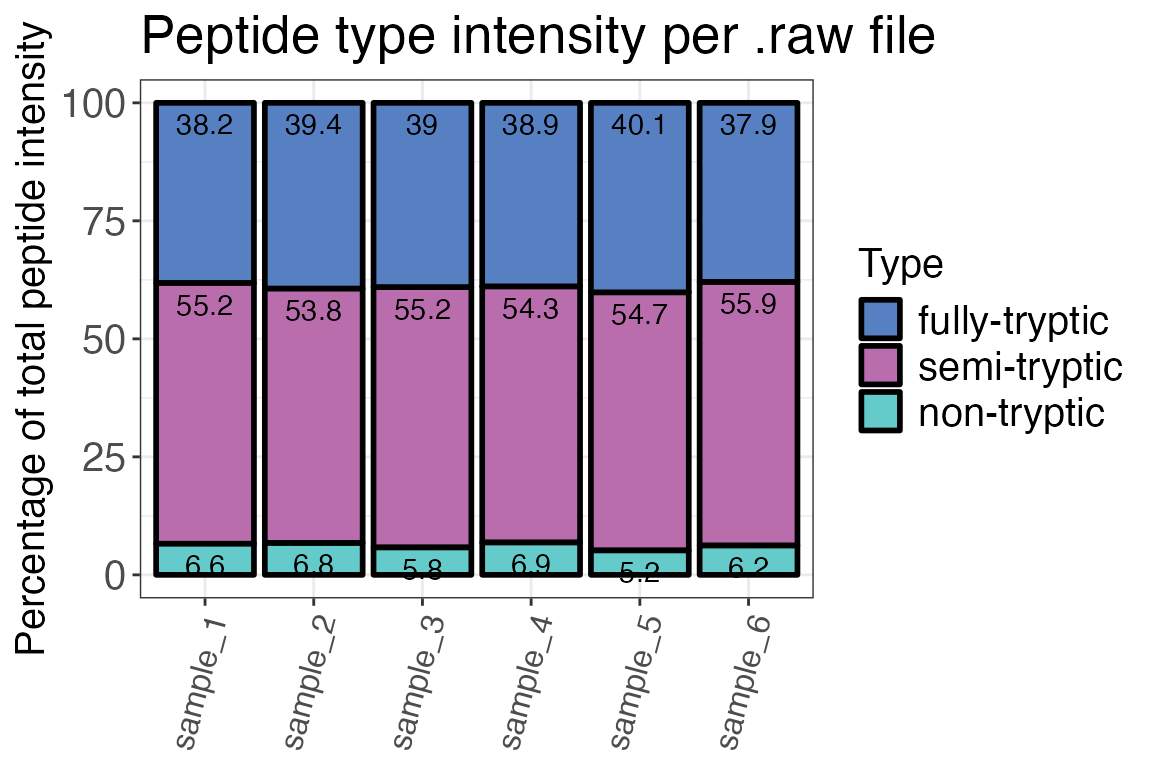 Peptide type intensity per .raw file
Percentage of total peptide intensity
100
75
50
25
0
38.2 39.4 39 38.9 40.1 37.9
55.2 53.8 55.2 54.3 54.7 55.9
6.6 6.8 5.8 6.9 5.2 6.2
sample_1 sample_2 sample_3 sample_4 sample_5 sample_6
Type
fully-tryptic
semi-tryptic
non-tryptic